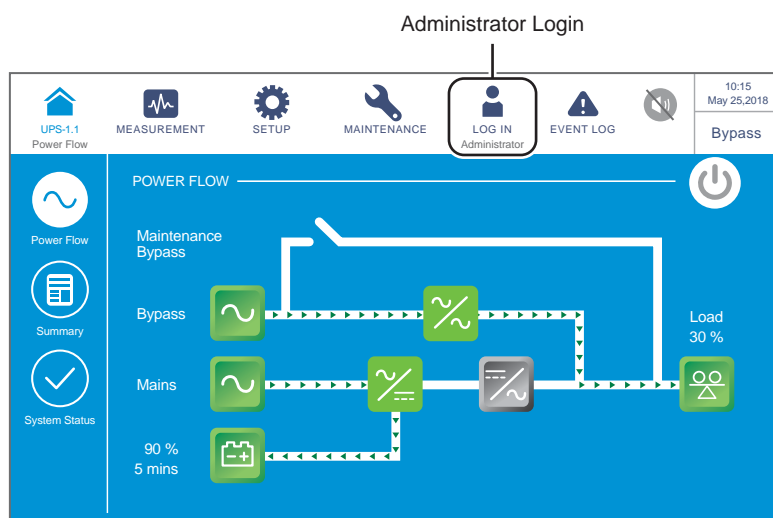 Administrator Login
UPS-1.1
Power Flow
MEASUREMENT
SETUP
MAINTENANCE
LOG IN
Administrator
EVENT LOG
10:15
May 25,2018
Bypass
POWER FLOW
Power Flow
Summary
System Status
Maintenance
Bypass
Bypass
Load
30 %
Mains
90 %
5 mins